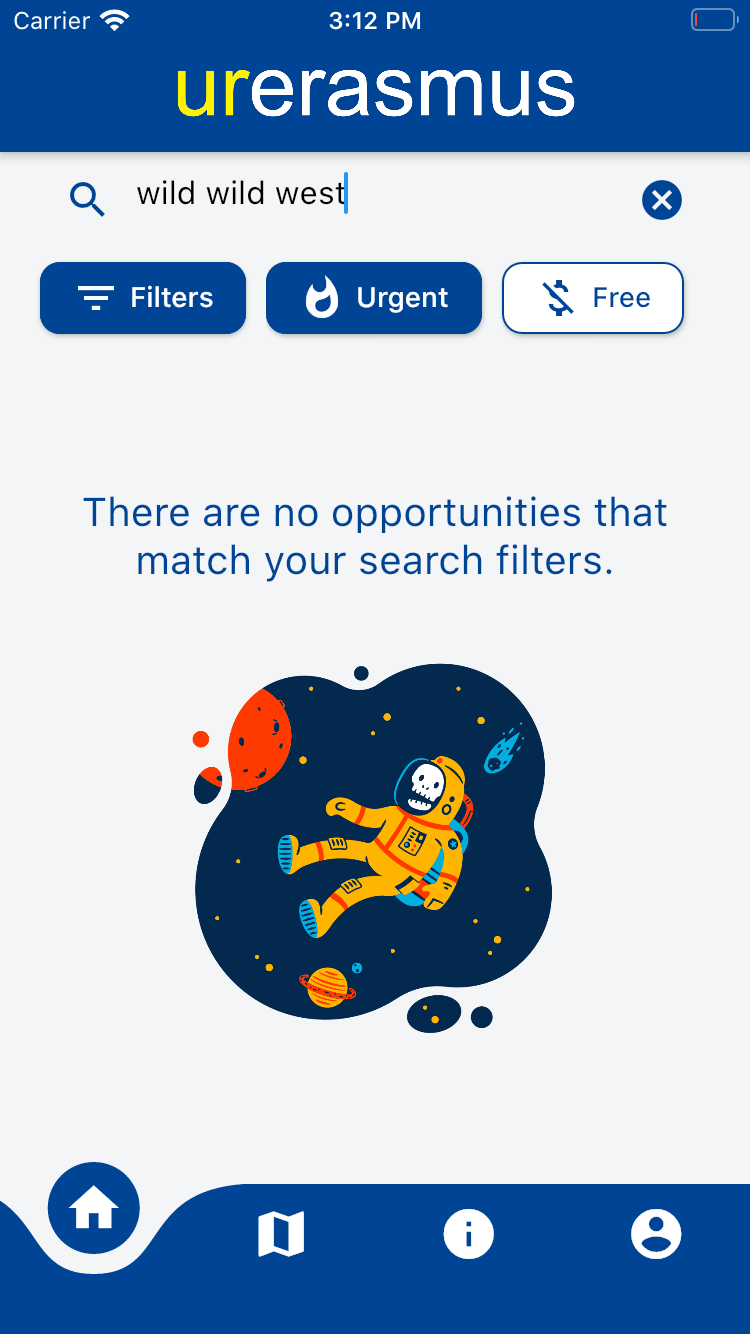 Carrier 3:12 PM
urerasmus
wild wild west
Filters Urgent Free
There are no opportunities that
match your search filters.